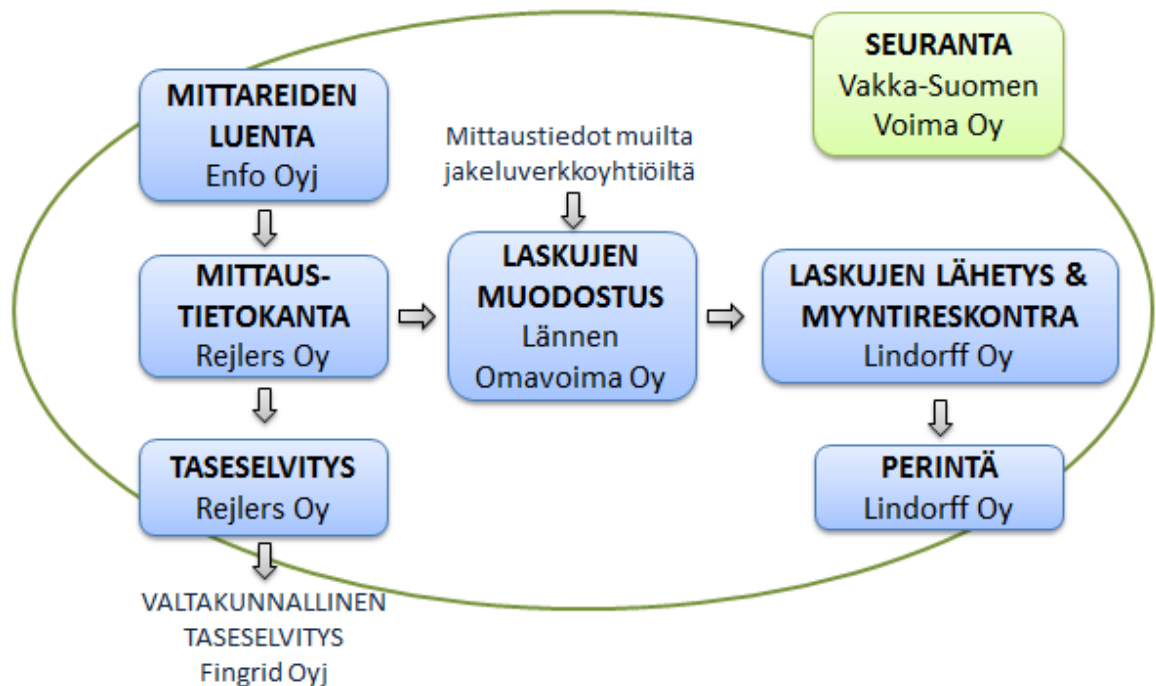 SEURANTA
Vakka-Suomen
Voima Oy
MITTAREIDEN
LUENTA
Enfo Oyj
Mittaustiedot muilta
jakeluverkkoyhtiöiltä
MITTAUS-
TIETOKANTA
Rejlers Oy
LASKUJEN
MUODOSTUS
Lännen
Omavoima Oy
LASKUJEN LÄHETYS &
MYYNTIRESKONTRA
Lindorff Oy
TASESELVITYS
Rejlers Oy
PERINTÄ
Lindorff Oy
VALTAKUNNALLINEN
TASESELVITYS
Fingrid Oyj